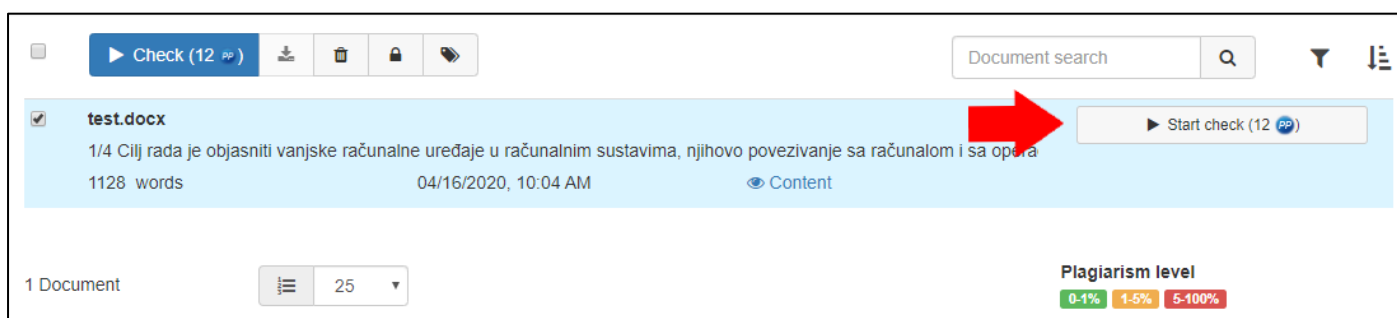 Check (12 PP)
Document search
test.docx
Start check (12 PP)
1/4 Cilj rada je objasniti vanjske računalne uređaje u računalnim sustavima, njihovo povezivanje sa računalom i sa opera
1128 words 04/16/2020, 10:04 AM Content
1 Document 25 Plagiarism level
0-1% 1-5% 5-100%